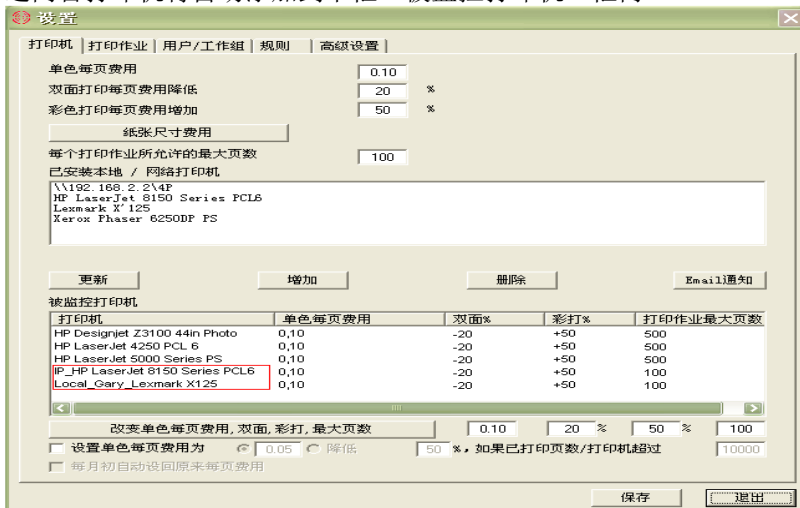 设置
打印机 打印作业 用户/工作组 规则 高级设置
单色每页费用 0.10
双面打印每页费用降低 20 %
彩色打印每页费用增加 50 %
纸张尺寸费用
每个打印作业所允许的最大页数 100
已安装本地 / 网络打印机
\\192.168.2.2\4P
HP LaserJet 8150 Series PCL6
Lexmark X'125
Xerox Phaser 6250DP PS
更新 增加 删除 Email通知
被监控打印机
打印机 单色每页费用 双面% 彩打% 打印作业最大页数
HP Designjet Z3100 44in Photo 0,10 -20 +50 500
HP LaserJet 4250 PCL 6 0,10 -20 +50 500
HP LaserJet 5000 Series PS 0,10 -20 +50 500
IP_HP LaserJet 8150 Series PCL6 0,10 -20 +50 100
Local_Gary_Lexmark X125 0,10 -20 +50 100
改变单色每页费用,双面,彩打,最大页数 0.10 20 % 50 % 100
设置单色每页费用为 0.05 降低 50 %,如果已打印页数/打印机超过 10000
每月初自动设回原来每页费用
保存 退出